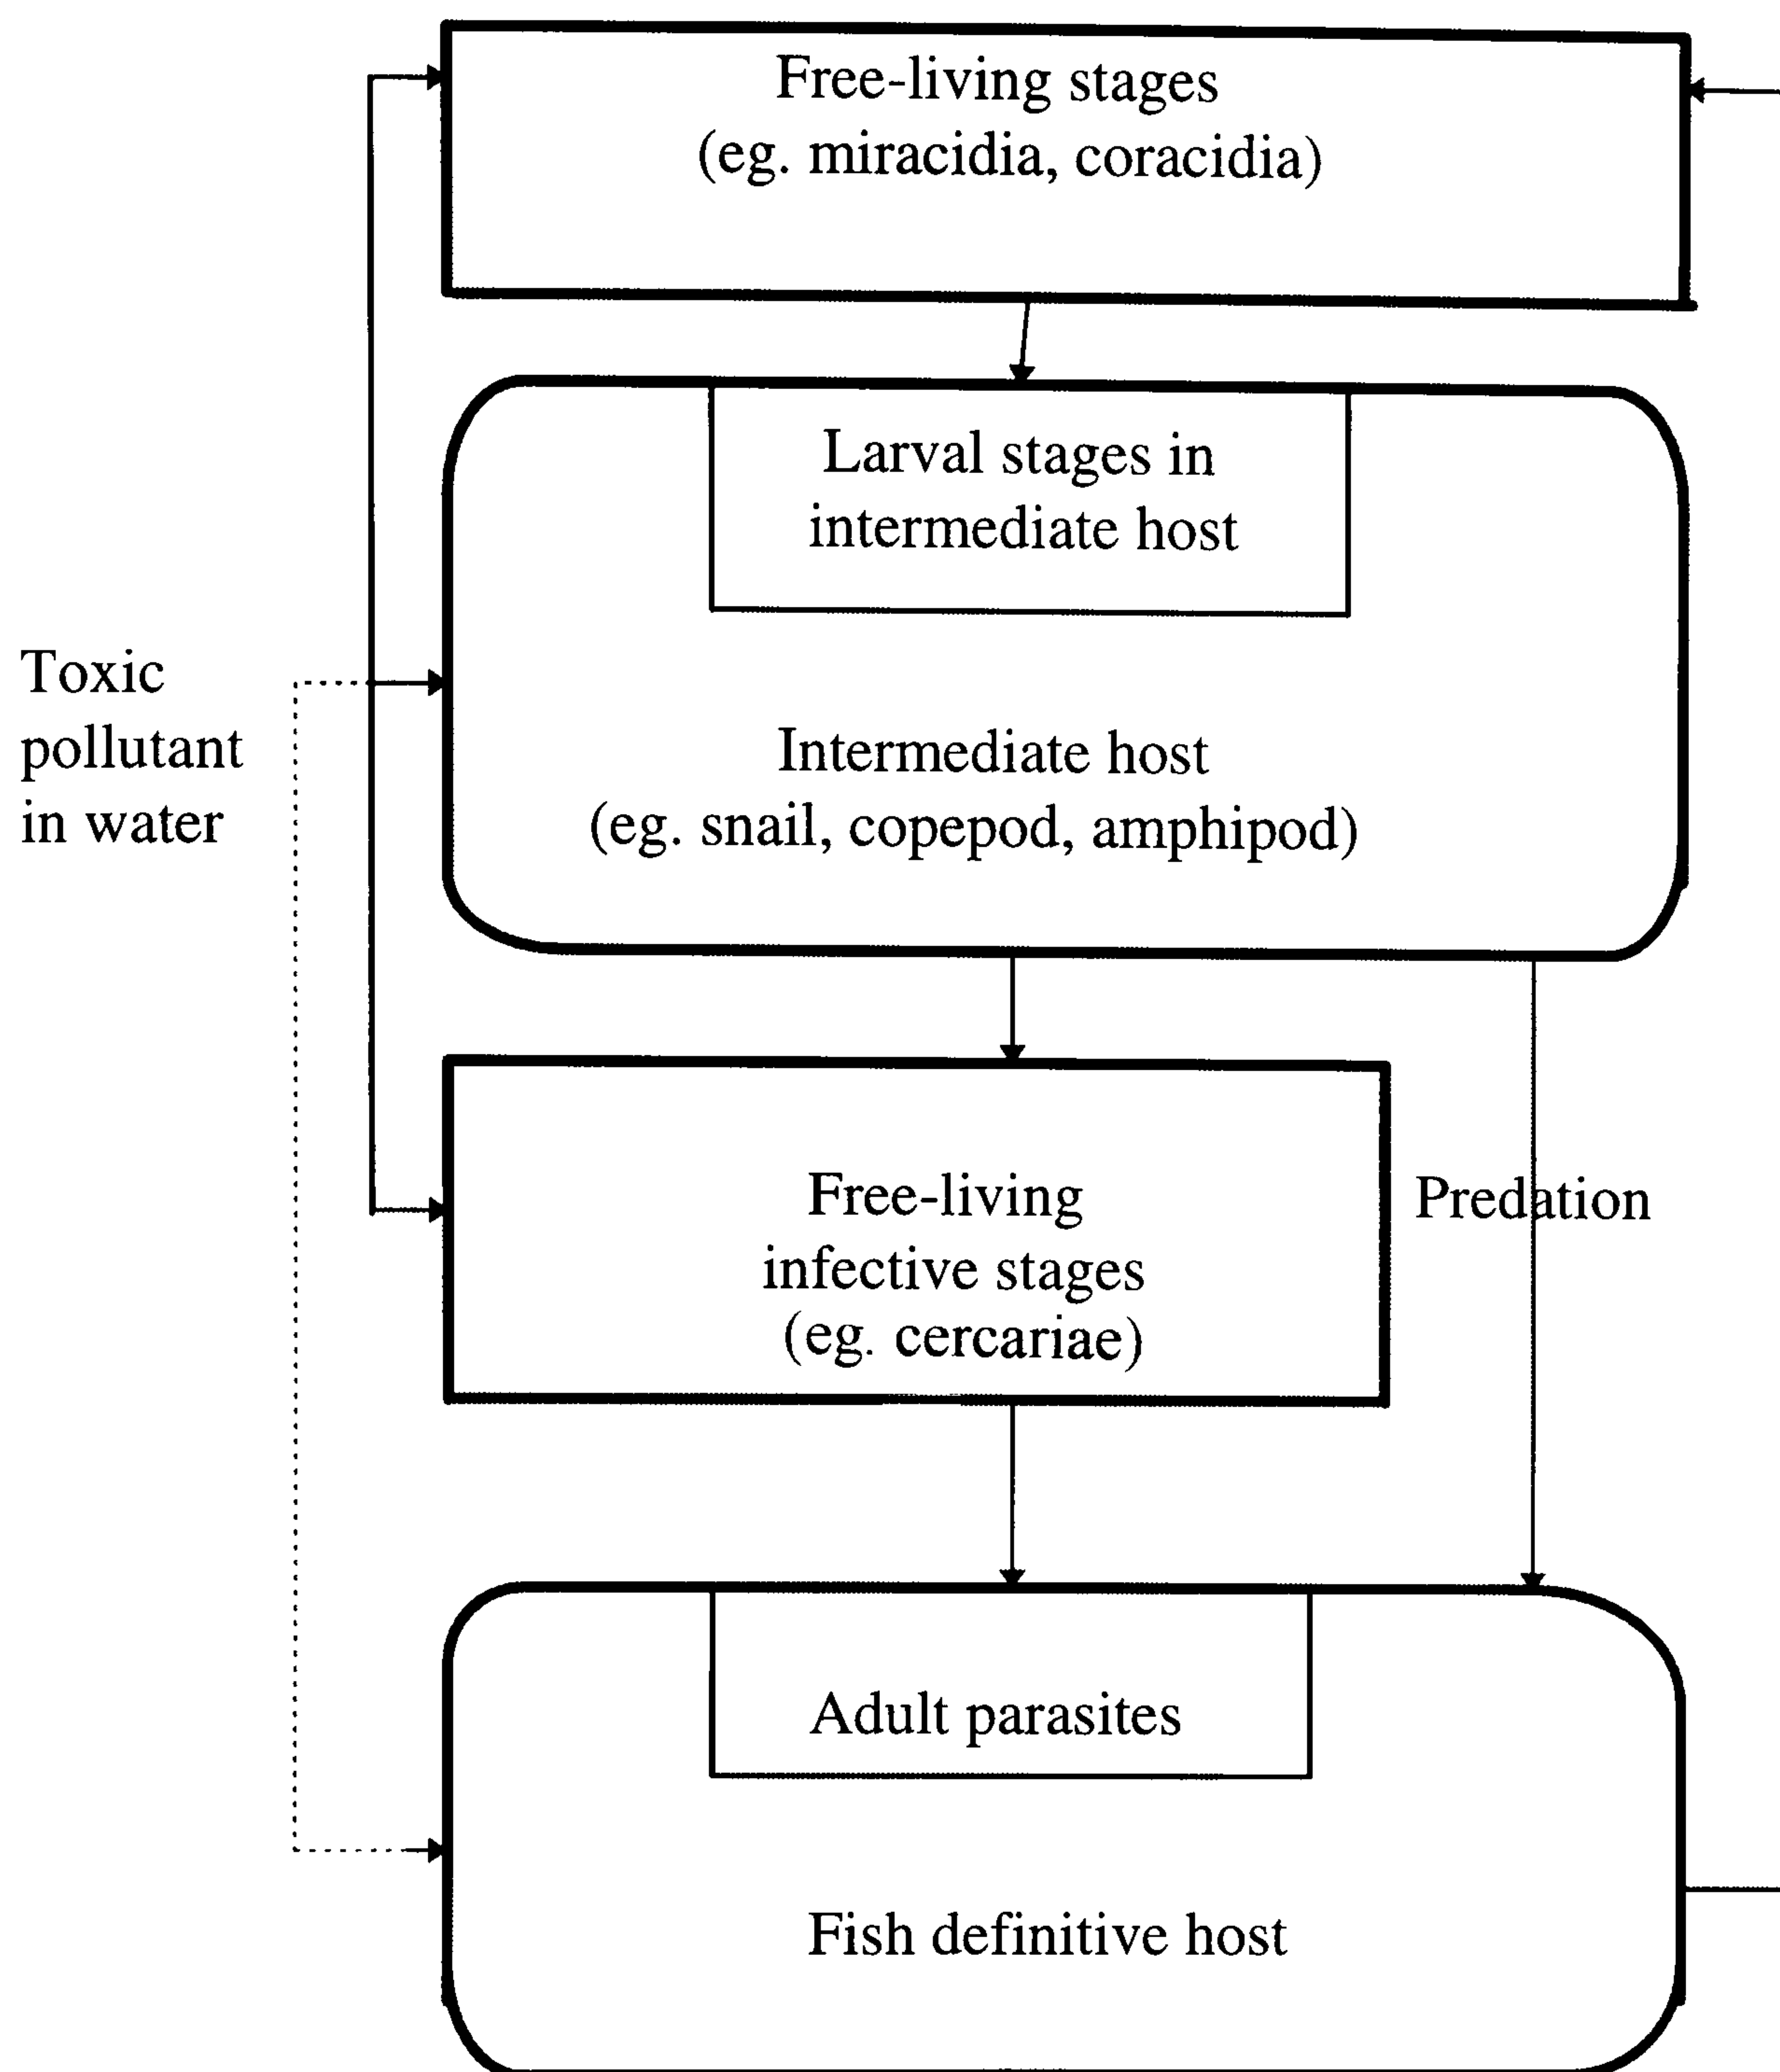 Free-living stages
(eg. miracidia, coracidia)
Larval stages in
intermediate host
Toxic
pollutant
in water
Intermediate host
(eg. snail, copepod, amphipod)
Free-living
infective stages
(eg. cercariae)
Predation
Adult parasites
Fish definitive host